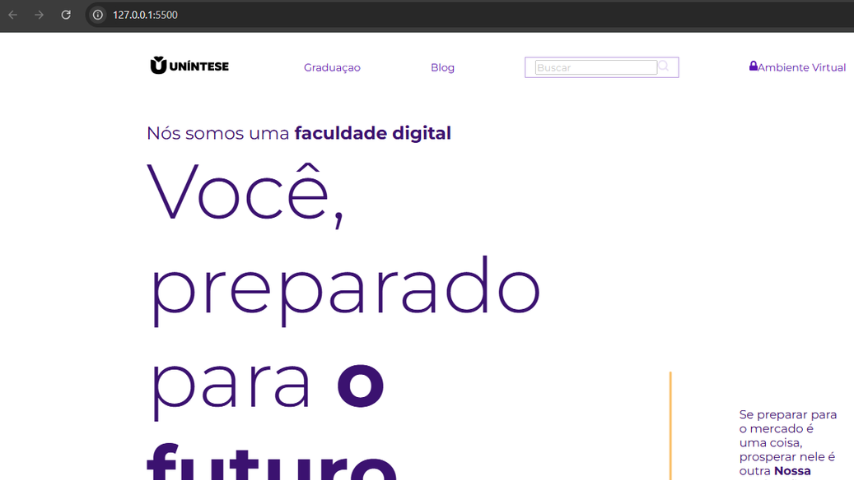 127.0.0.1:5500
UNÍNTESE
Graduaçao
Blog
Buscar
Ambiente Virtual
Nós somos uma faculdade digital
Você,
preparado
para o
futuro
Se preparar para
o mercado é
uma coisa,
prosperar nele é
outra Nossa